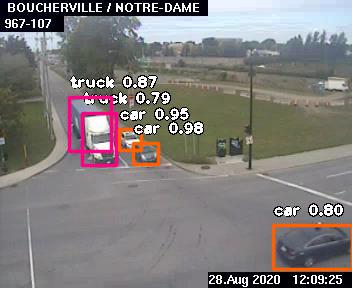 BOUCHERVILLE / NOTRE-DAME
967-107
truck 0.87
truck 0.79
car 0.95
car 0.98
car 0.80
28.Aug 2020 12:09:25